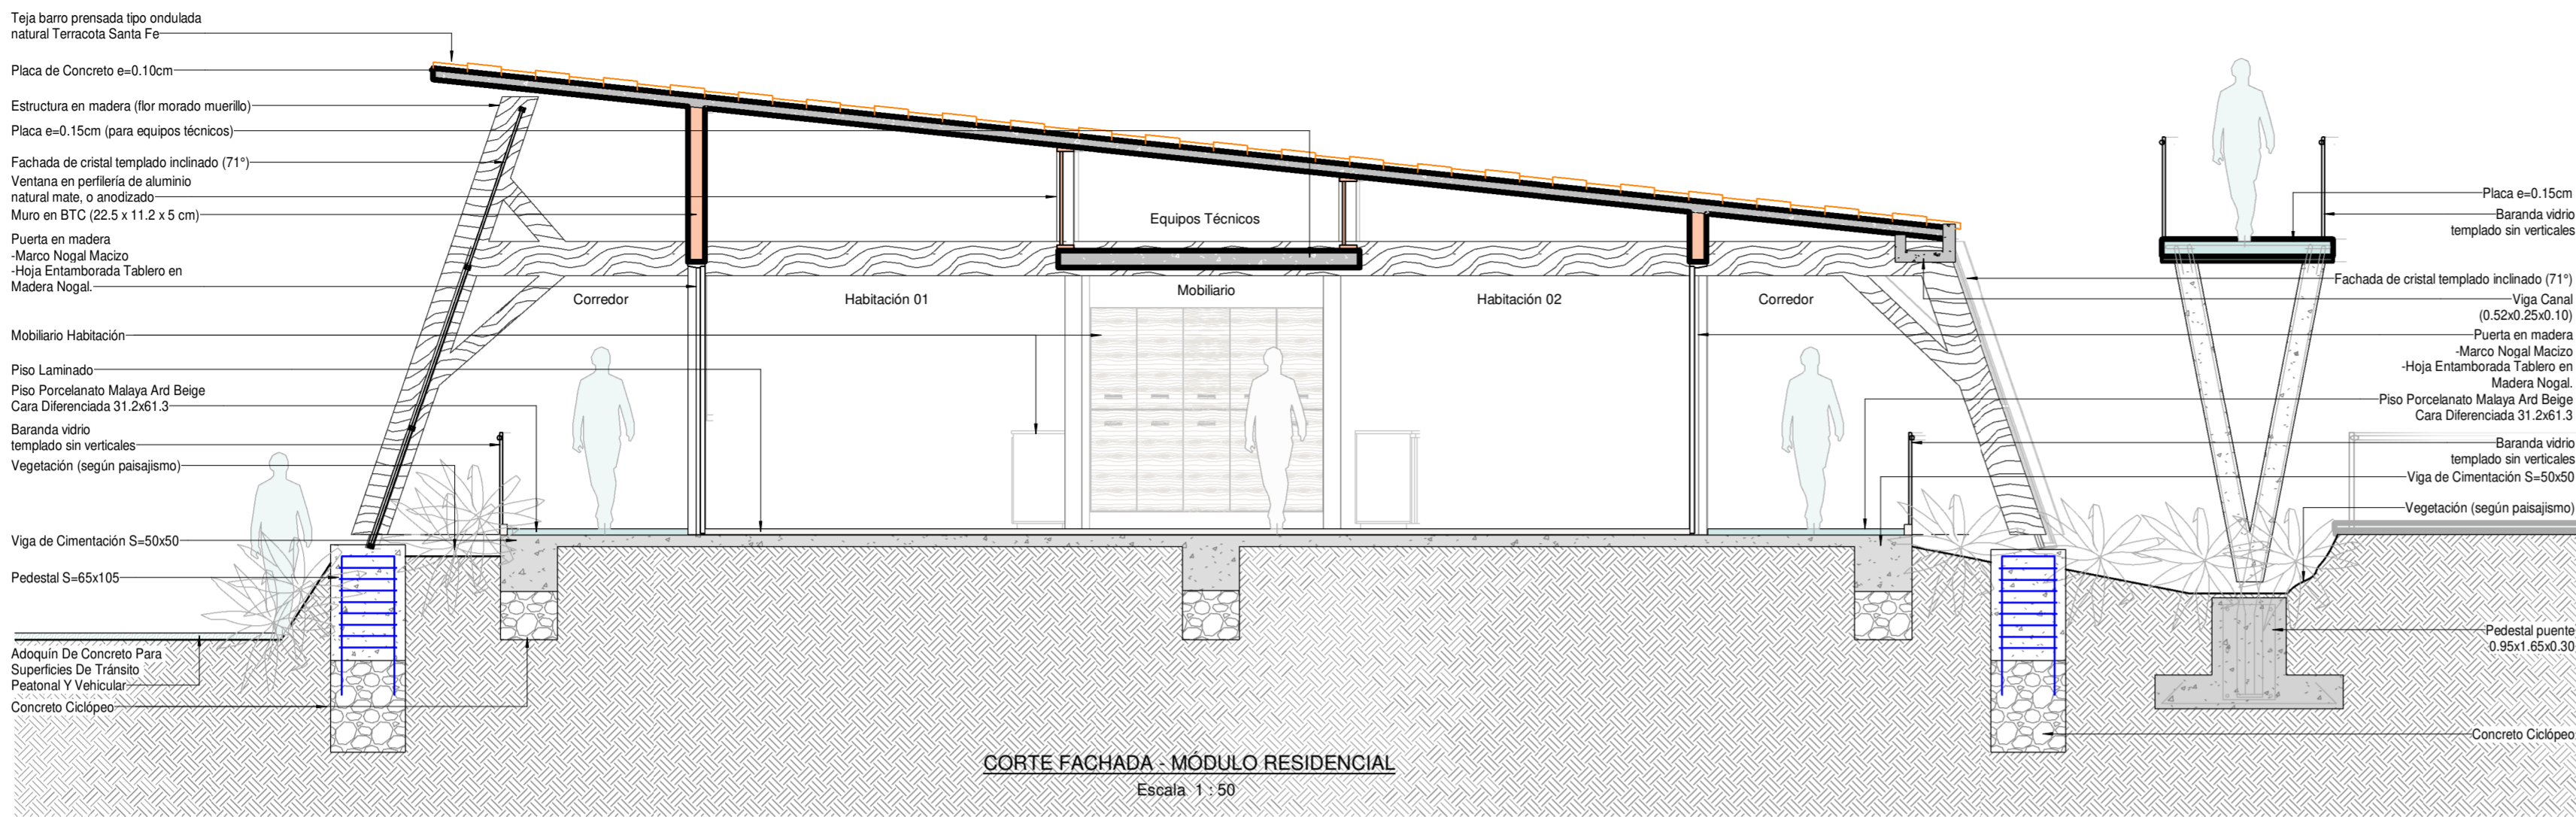 Teja barro prensada tipo ondulada
natural Terracota Santa Fe
Placa de Concreto e=0.10cm
Estructura en madera (flor morado muerillo)
Placa e=0.15cm (para equipos técnicos)
Fachada de cristal templado inclinado (71°)
Ventana en perfilería de aluminio
natural mate, o anodizado
Muro en BTC (22.5 x 11.2 x 5 cm)
Puerta en madera
-Marco Nogal Macizo
-Hoja Entamborada Tablero en
Madera Nogal.
Mobiliario Habitación
Piso Laminado
Piso Porcelanato Malaya Ard Beige
Cara Diferenciada 31.2x61.3
Baranda vidrio
templado sin verticales
Vegetación (según paisajismo)
Viga de Cimentación S=50x50
Pedestal S=65x105
Adoquín De Concreto Para
Superficies De Tránsito
Peatonal Y Vehicular
Concreto Ciclópeo
Corredor
Habitación 01
Equipos Técnicos
Mobiliario
Habitación 02
Corredor
Placa e=0.15cm
Baranda vidrio
templado sin verticales
Fachada de cristal templado inclinado (71°)
Viga Canal
(0.52x0.25x0.10)
Puerta en madera
-Marco Nogal Macizo
-Hoja Entamborada Tablero en
Madera Nogal.
Piso Porcelanato Malaya Ard Beige
Cara Diferenciada 31.2x61.3
Baranda vidrio
templado sin verticales
Viga de Cimentación S=50x50
Vegetación (según paisajismo)
Pedestal puente
0.95x1.65x0.30
Concreto Ciclópeo
CORTE FACHADA - MÓDULO RESIDENCIAL
Escala 1 : 50